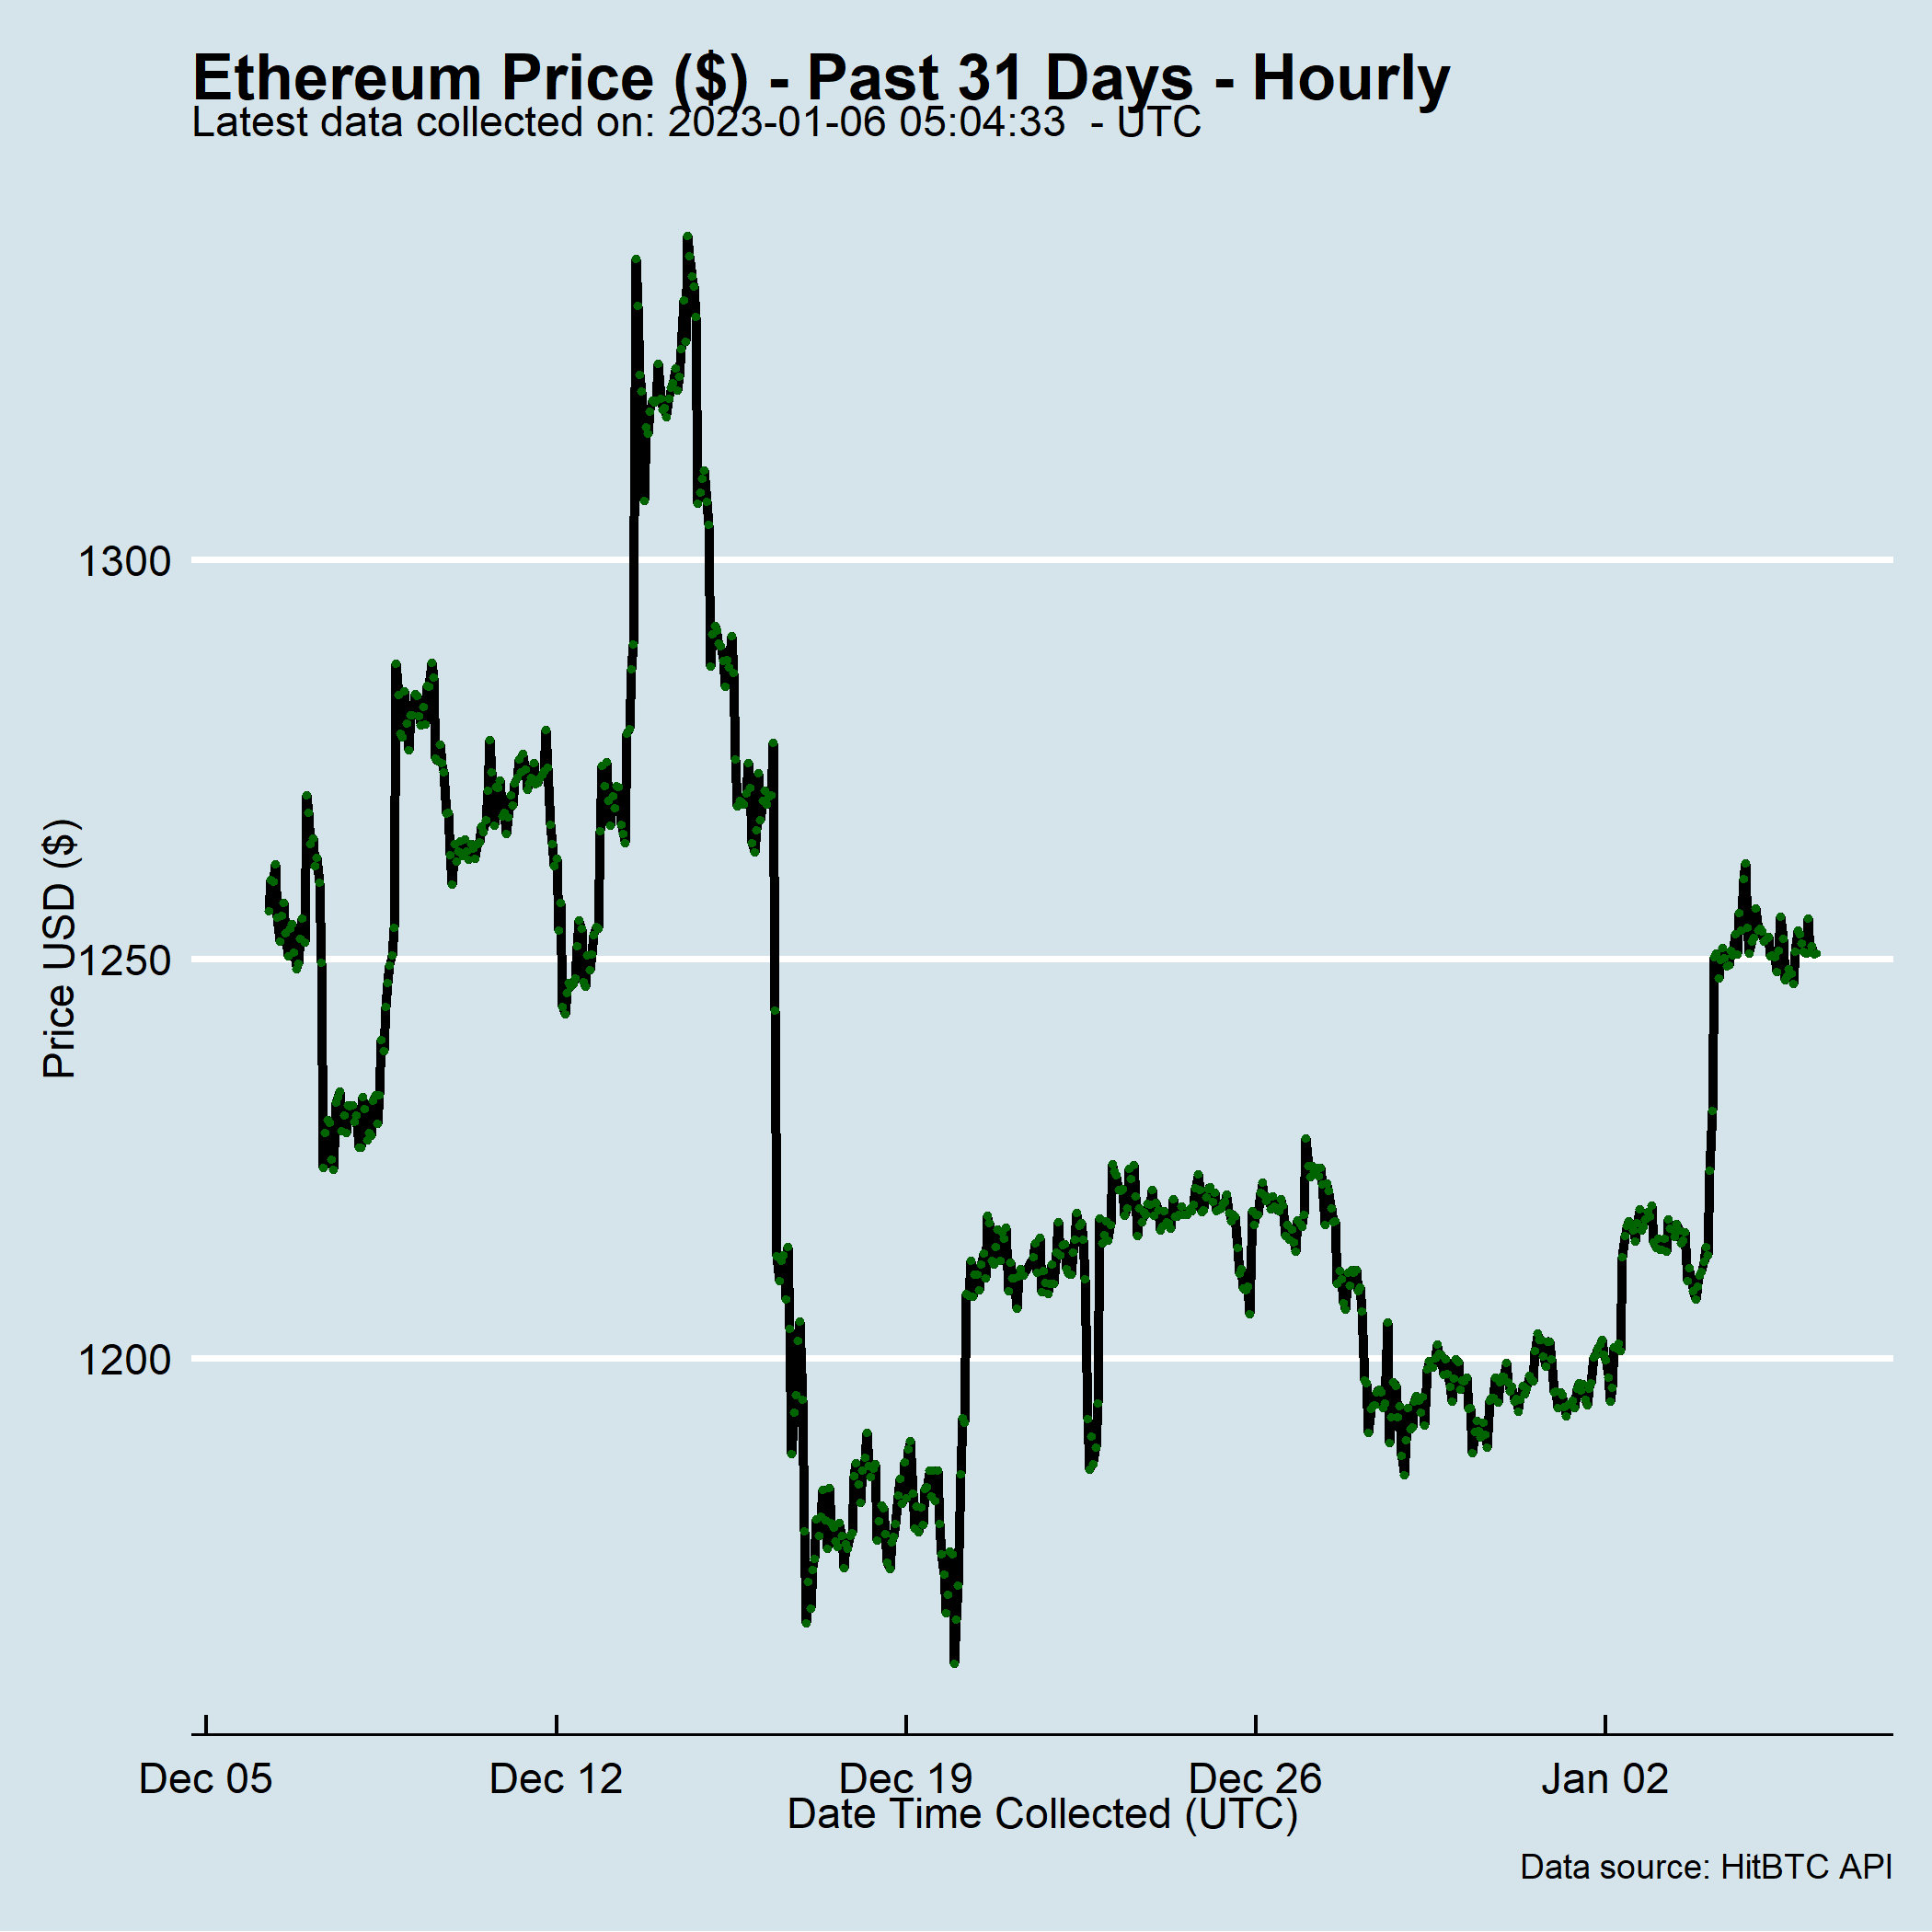 Ethereum Price ($) - Past 31 Days - Hourly
Latest data collected on: 2023-01-06 05:04:33  - UTC
Price USD ($)
1300
1250
1200
Dec 05
Dec 12
Dec 19
Dec 26
Jan 02
Date Time Collected (UTC)
Data source: HitBTC API